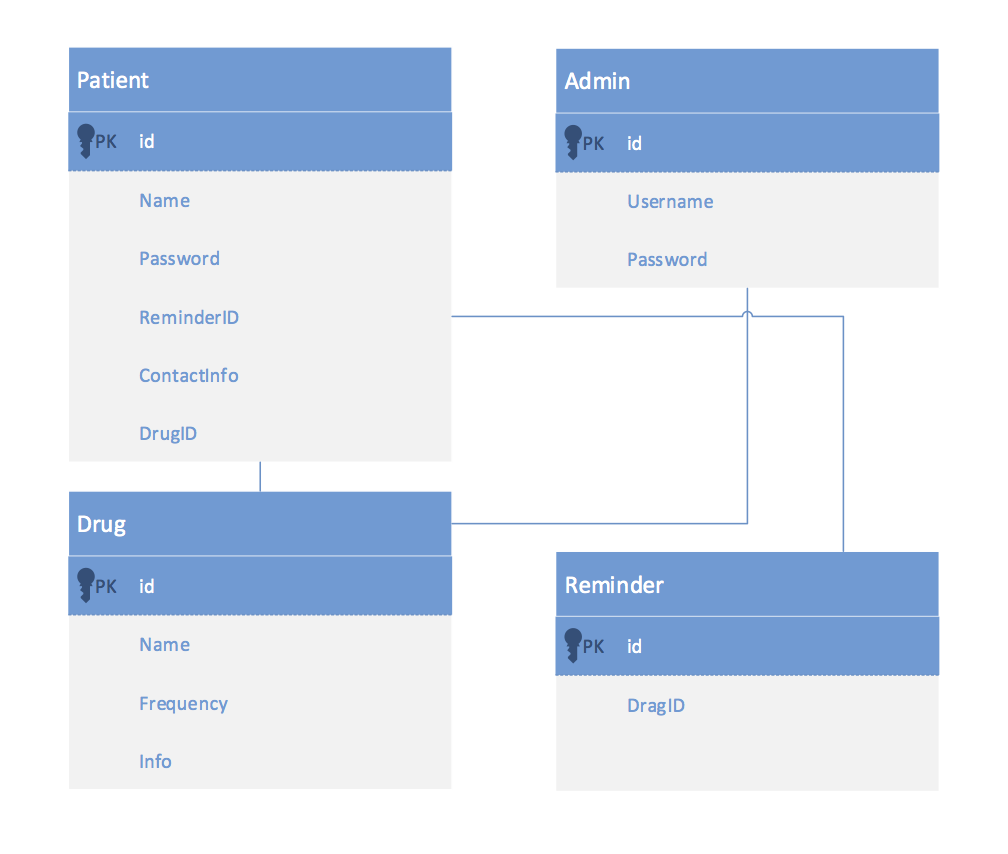 Patient
PK id
Name
Password
ReminderID
ContactInfo
DrugID
Admin
PK id
Username
Password
Drug
PK id
Name
Frequency
Info
Reminder
PK id
DragID